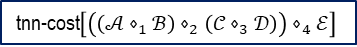 tnn-cost[((𝒜 ⋄₁ ℬ) ⋄₂ (𝒞 ⋄₃ 𝒟)) ⋄₄ ℰ]